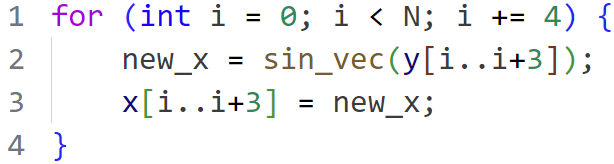 1 for (int i = 0; i < N; i += 4) {
2     new_x = sin_vec(y[i..i+3]);
3     x[i..i+3] = new_x;
4 }